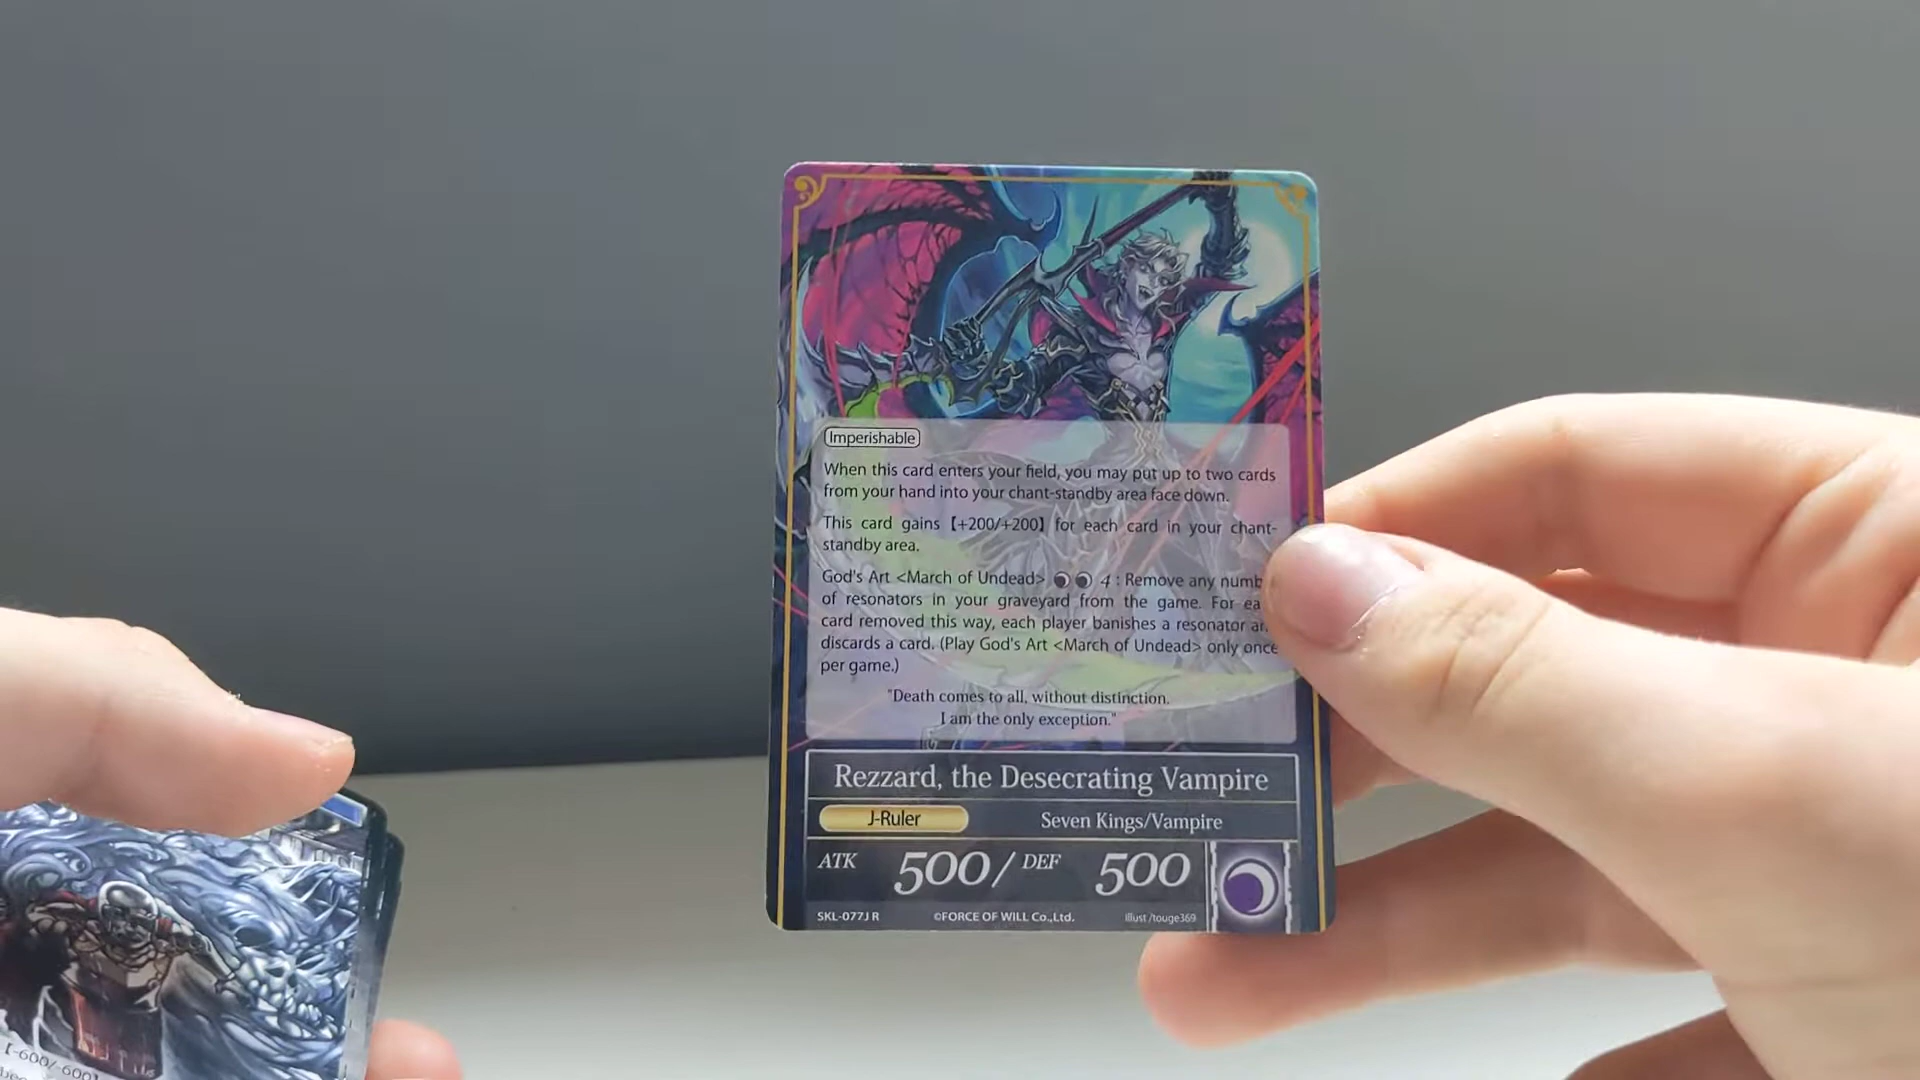 Imperishable
When this card enters your field, you may put up to two cards
from your hand into your chant-standby area face down.
This card gains 【+200/+200】 for each card in your chant-
standby area.
God's Art <March of Undead> 4 : Remove any numb
of resonators in your graveyard from the game. For ea
card removed this way, each player banishes a resonator a
discards a card. (Play God's Art <March of Undead> only once
per game.)
"Death comes to all, without distinction.
I am the only exception."
Rezzard, the Desecrating Vampire
J-Ruler
Seven Kings/Vampire
ATK 500/ DEF 500
SKL-077J R
©FORCE OF WILL Co.,Ltd.
illust /touge369
【-600/-600】